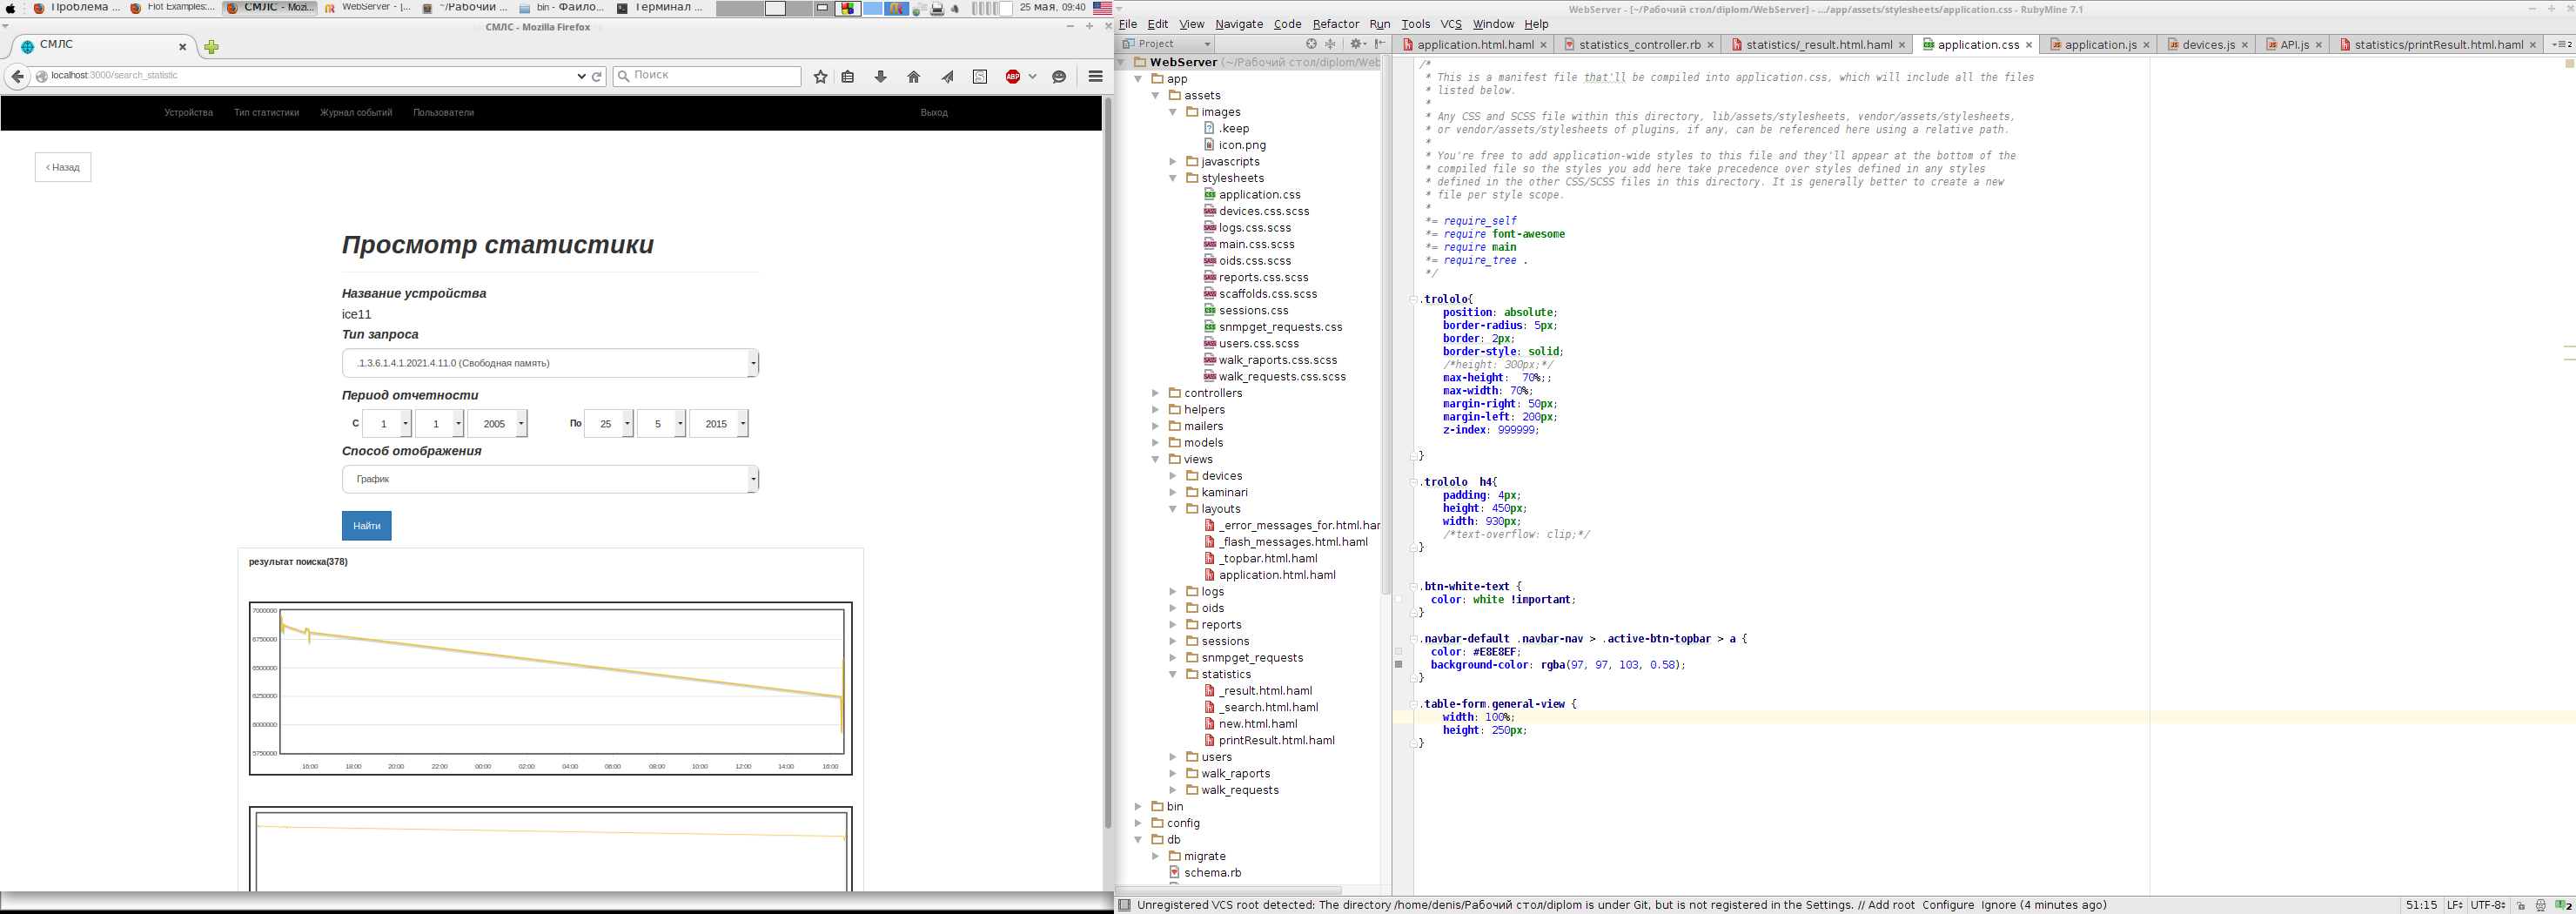 Проблема ...
Flot Examples:...
СМЛС - Mozi...
WebServer - [...
~/Рабочий ...
bin - Файло...
Терминал ...
25 мая, 09:40
СМЛС - Mozilla Firefox
СМЛС
localhost:3000/search_statistic
Поиск
ABP
Устройства Тип статистики Журнал событий Пользователи Выход
‹ Назад
Просмотр статистики
Название устройства
ice11
Тип запроса
.1.3.6.1.4.1.2021.4.11.0 (Свободная память)
Период отчетности
С 1 1 2005 По 25 5 2015
Способ отображения
График
Найти
результат поиска(378)
7000000
6750000
6500000
6250000
6000000
5750000
16:00 18:00 20:00 22:00 00:00 02:00 04:00 06:00 08:00 10:00 12:00 14:00 16:00
WebServer - [~/Рабочий стол/diplom/WebServer] - .../app/assets/stylesheets/application.css - RubyMine 7.1
File Edit View Navigate Code Refactor Run Tools VCS Window Help
Project
application.html.haml statistics_controller.rb statistics/_result.html.haml application.css application.js devices.js API.js statistics/printResult.html.haml
WebServer (~/Рабочий стол/diplom/Web
app
assets
images
.keep
icon.png
javascripts
stylesheets
application.css
devices.css.scss
logs.css.scss
main.css.scss
oids.css.scss
reports.css.scss
scaffolds.css.scss
sessions.css
snmpget_requests.css
users.css.scss
walk_raports.css.scss
walk_requests.css.scss
controllers
helpers
mailers
models
views
devices
kaminari
layouts
_error_messages_for.html.har
_flash_messages.html.haml
_topbar.html.haml
application.html.haml
logs
oids
reports
sessions
snmpget_requests
statistics
_result.html.haml
_search.html.haml
new.html.haml
printResult.html.haml
users
walk_raports
walk_requests
bin
config
db
migrate
schema.rb
/*
* This is a manifest file that'll be compiled into application.css, which will include all the files
* listed below.
*
* Any CSS and SCSS file within this directory, lib/assets/stylesheets, vendor/assets/stylesheets,
* or vendor/assets/stylesheets of plugins, if any, can be referenced here using a relative path.
*
* You're free to add application-wide styles to this file and they'll appear at the bottom of the
* compiled file so the styles you add here take precedence over styles defined in any styles
* defined in the other CSS/SCSS files in this directory. It is generally better to create a new
* file per style scope.
*
*= require_self
*= require font-awesome
*= require main
*= require_tree .
*/
.trololo{
position: absolute;
border-radius: 5px;
border: 2px;
border-style: solid;
/*height: 300px;*/
max-height: 70%;;
max-width: 70%;
margin-right: 50px;
margin-left: 200px;
z-index: 999999;
}
.trololo h4{
padding: 4px;
height: 450px;
width: 930px;
/*text-overflow: clip;*/
}
.btn-white-text {
color: white !important;
}
.navbar-default .navbar-nav > .active-btn-topbar > a {
color: #E8E8EF;
background-color: rgba(97, 97, 103, 0.58);
}
.table-form.general-view {
width: 100%;
height: 250px;
}
Unregistered VCS root detected: The directory /home/denis/Рабочий стол/diplom is under Git, but is not registered in the Settings. // Add root Configure Ignore (4 minutes ago)
51:15 LF UTF-8 2